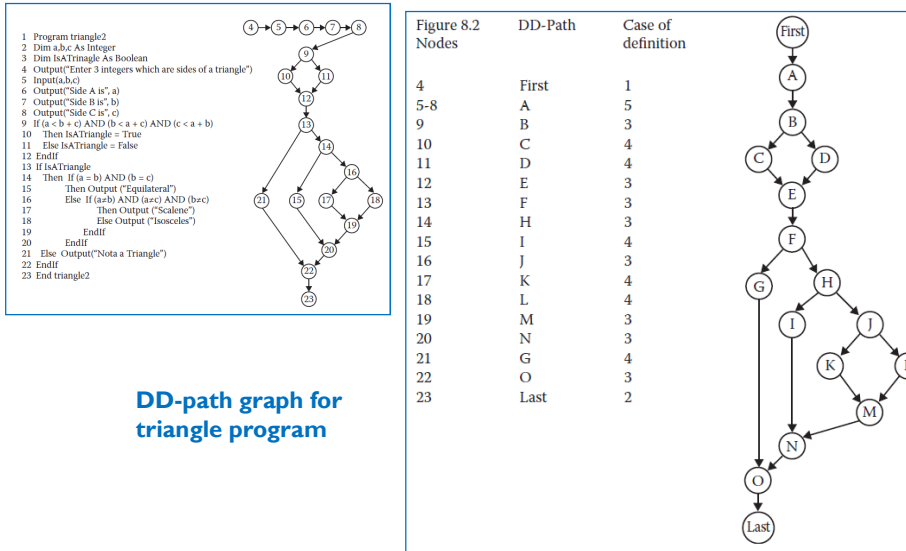 1 Program triangle2
2 Dim a,b,c As Integer
3 Dim IsATrinagle As Boolean
4 Output("Enter 3 integers which are sides of a triangle")
5 Input(a,b,c)
6 Output("Side A is", a)
7 Output("Side B is", b)
8 Output("Side C is", c)
9 If (a < b + c) AND (b < a + c) AND (c < a + b)
10 Then IsATriangle = True
11 Else IsATriangle = False
12 EndIf
13 If IsATriangle
14 Then If (a = b) AND (b = c)
15 Then Output ("Equilateral")
16 Else If (a≠b) AND (a≠c) AND (b≠c)
17 Then Output ("Scalene")
18 Else Output ("Isosceles")
19 EndIf
20 EndIf
21 Else Output("Nota a Triangle")
22 EndIf
23 End triangle2
4 5 6 7 8
9
10 11
12
13
14
16
21 15 17 18
19
20
22
23
DD-path graph for
triangle program
Figure 8.2 DD-Path Case of
Nodes definition
4 First 1
5-8 A 5
9 B 3
10 C 4
11 D 4
12 E 3
13 F 3
14 H 3
15 I 4
16 J 3
17 K 4
18 L 4
19 M 3
20 N 3
21 G 4
22 O 3
23 Last 2
First
A
B
C D
E
F
G H
I J
K
M
N
O
Last